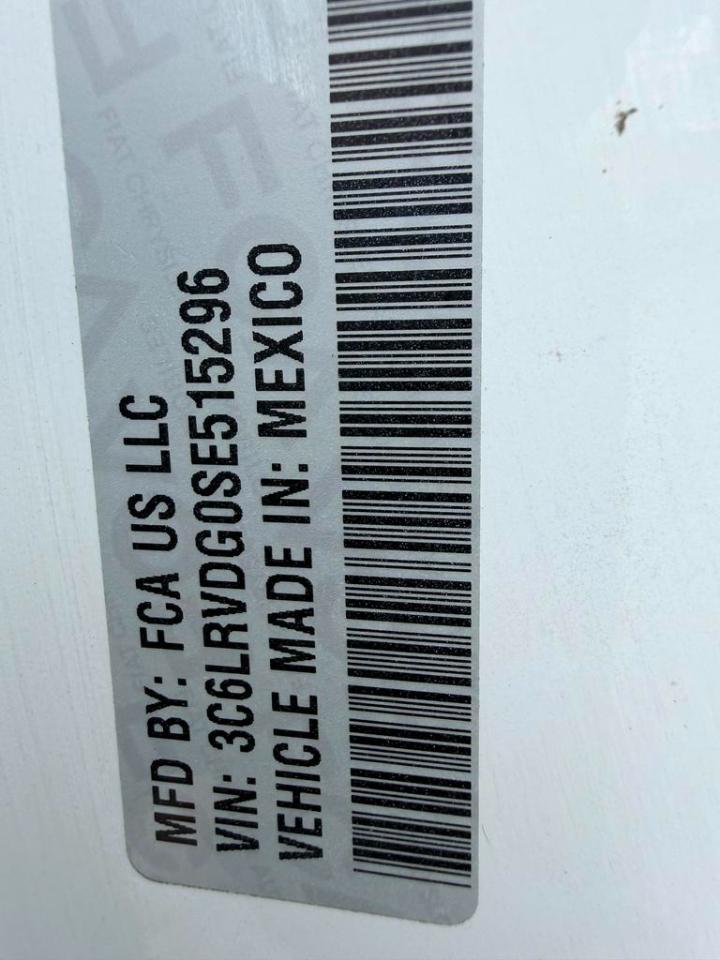 MFD BY: FCA US LLC
VIN: 3C6LRVDG0SE515296
VEHICLE MADE IN: MEXICO